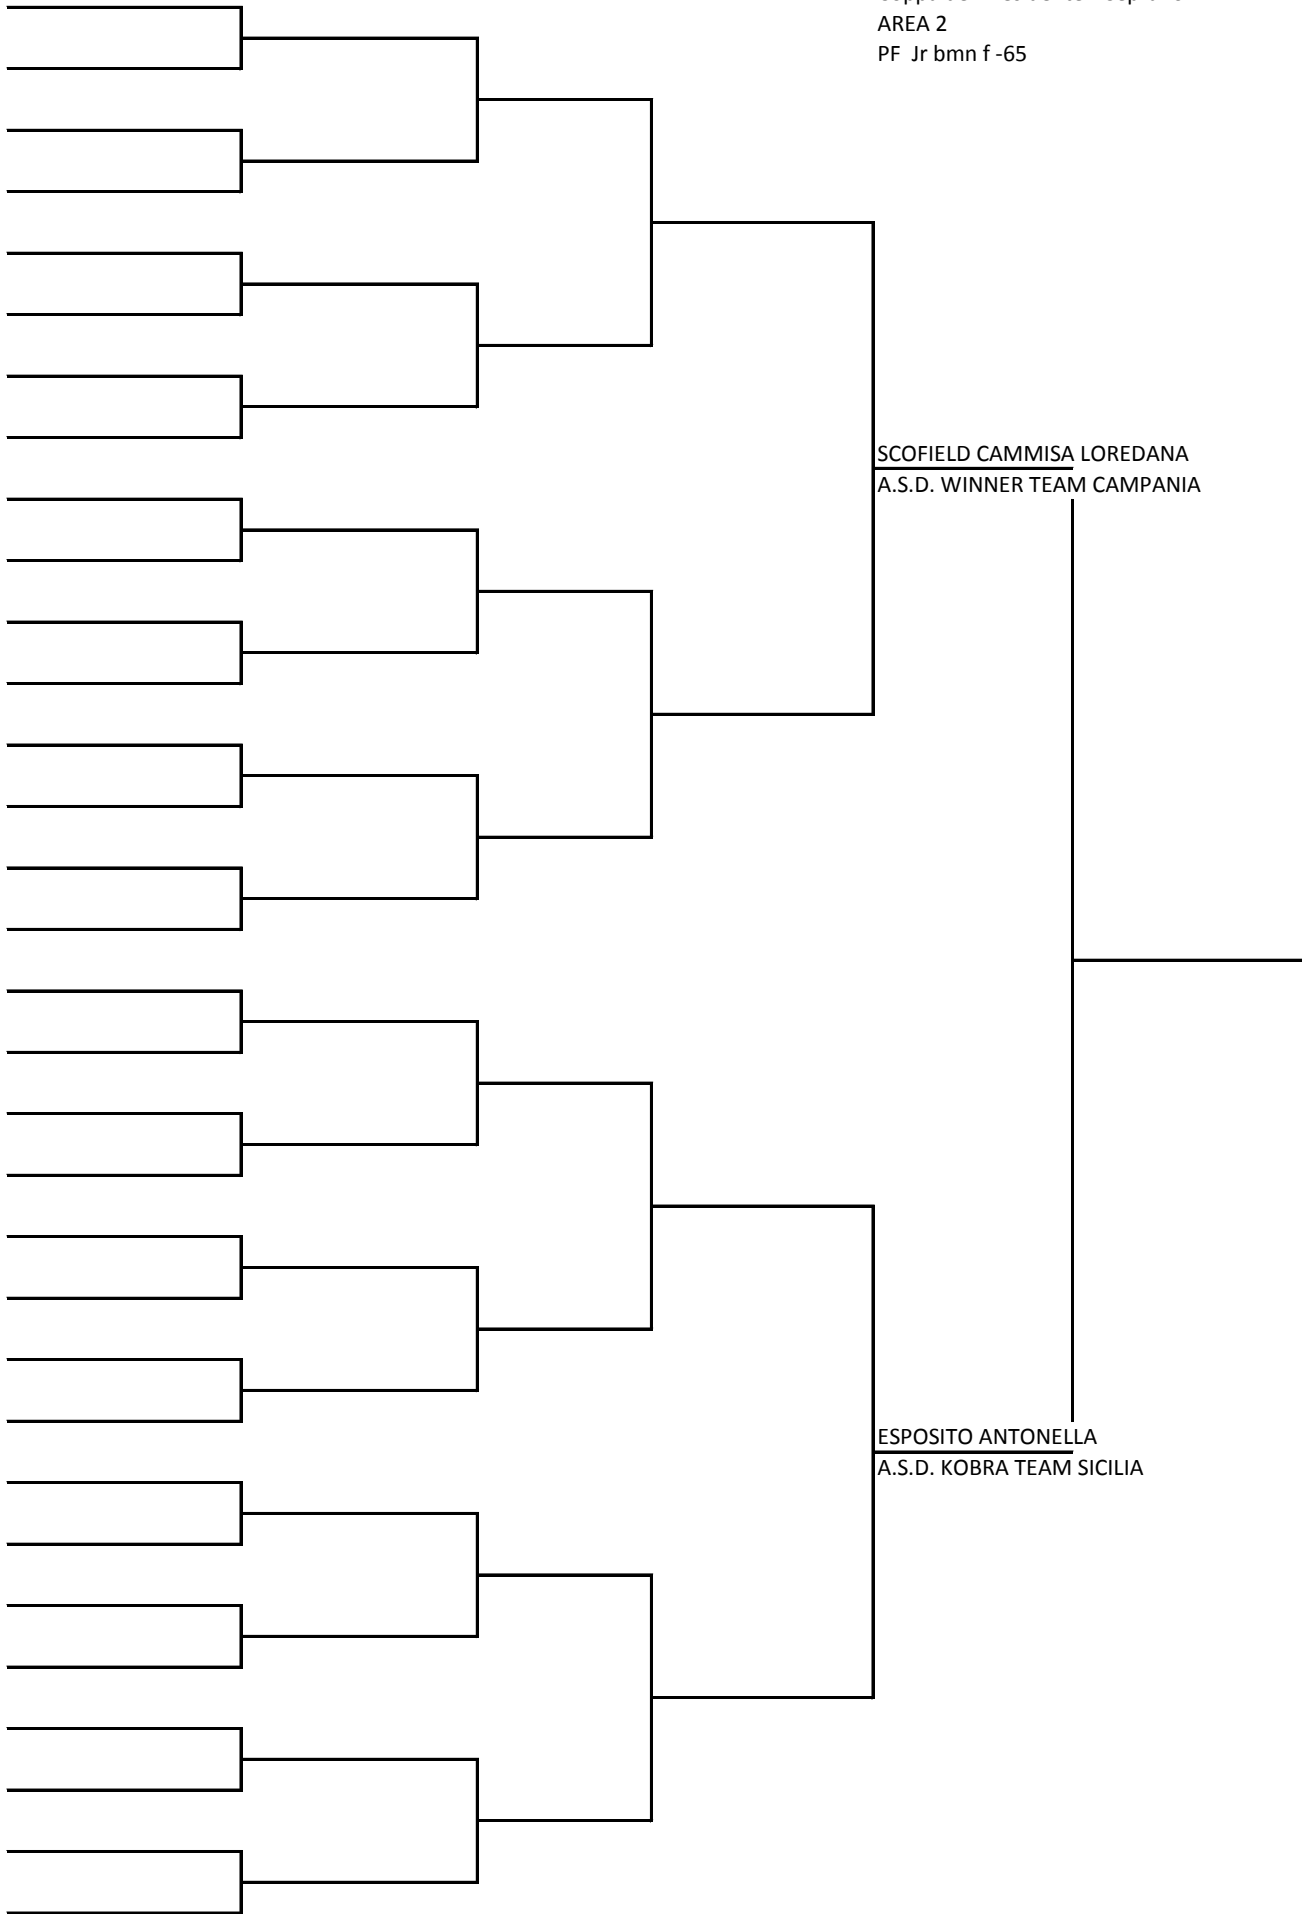 AREA 2
PF Jr bmn f -65
SCOFIELD CAMMISA LOREDANA
A.S.D. WINNER TEAM CAMPANIA
ESPOSITO ANTONELLA
A.S.D. KOBRA TEAM SICILIA